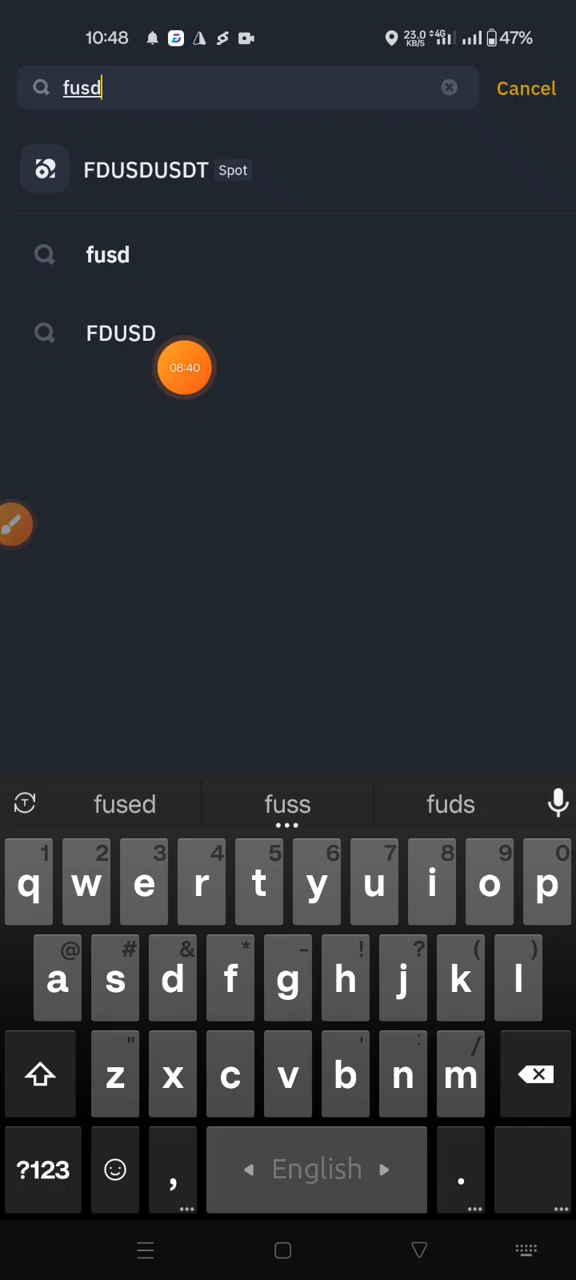 10:48 23.0 KB/S 4G 47%
fusd Cancel
FDUSDUSDT Spot
fusd
FDUSD
08:40
T fused fuss fuds
1 2 3 4 5 6 7 8 9 0
q w e r t y u i o p
@ # & * - ! ? ( )
a s d f g h j k l
" ' : /
z x c v b n m
?123 , English .